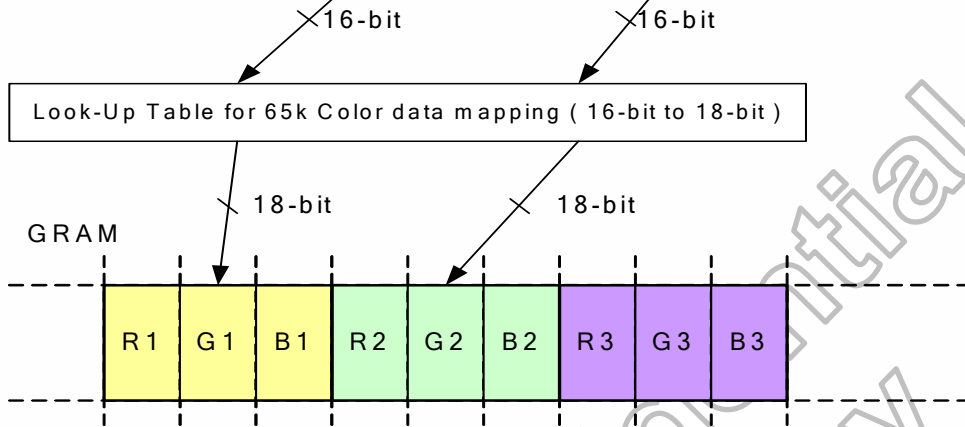 16-bit 16-bit
Look-Up Table for 65k Color data mapping ( 16-bit to 18-bit )
18-bit 18-bit
GRAM
R1 G1 B1 R2 G2 B2 R3 G3 B3